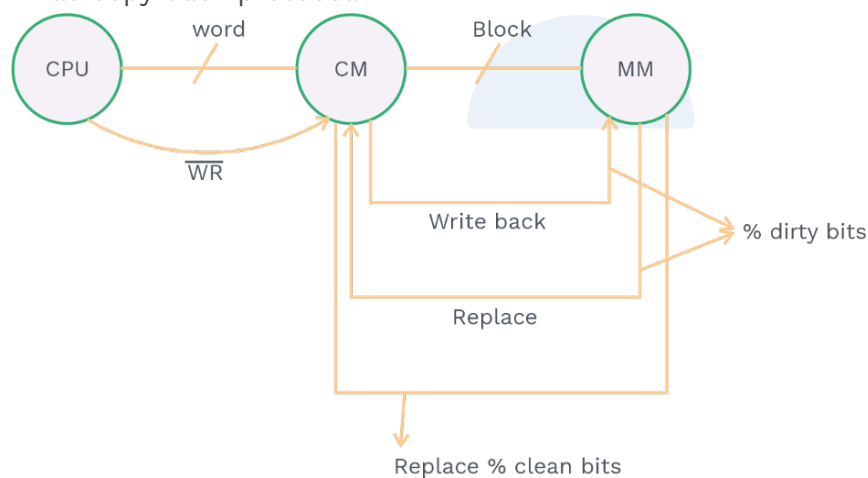 word
Block
CPU
CM
MM
WR
Write back
% dirty bits
Replace
Replace % clean bits